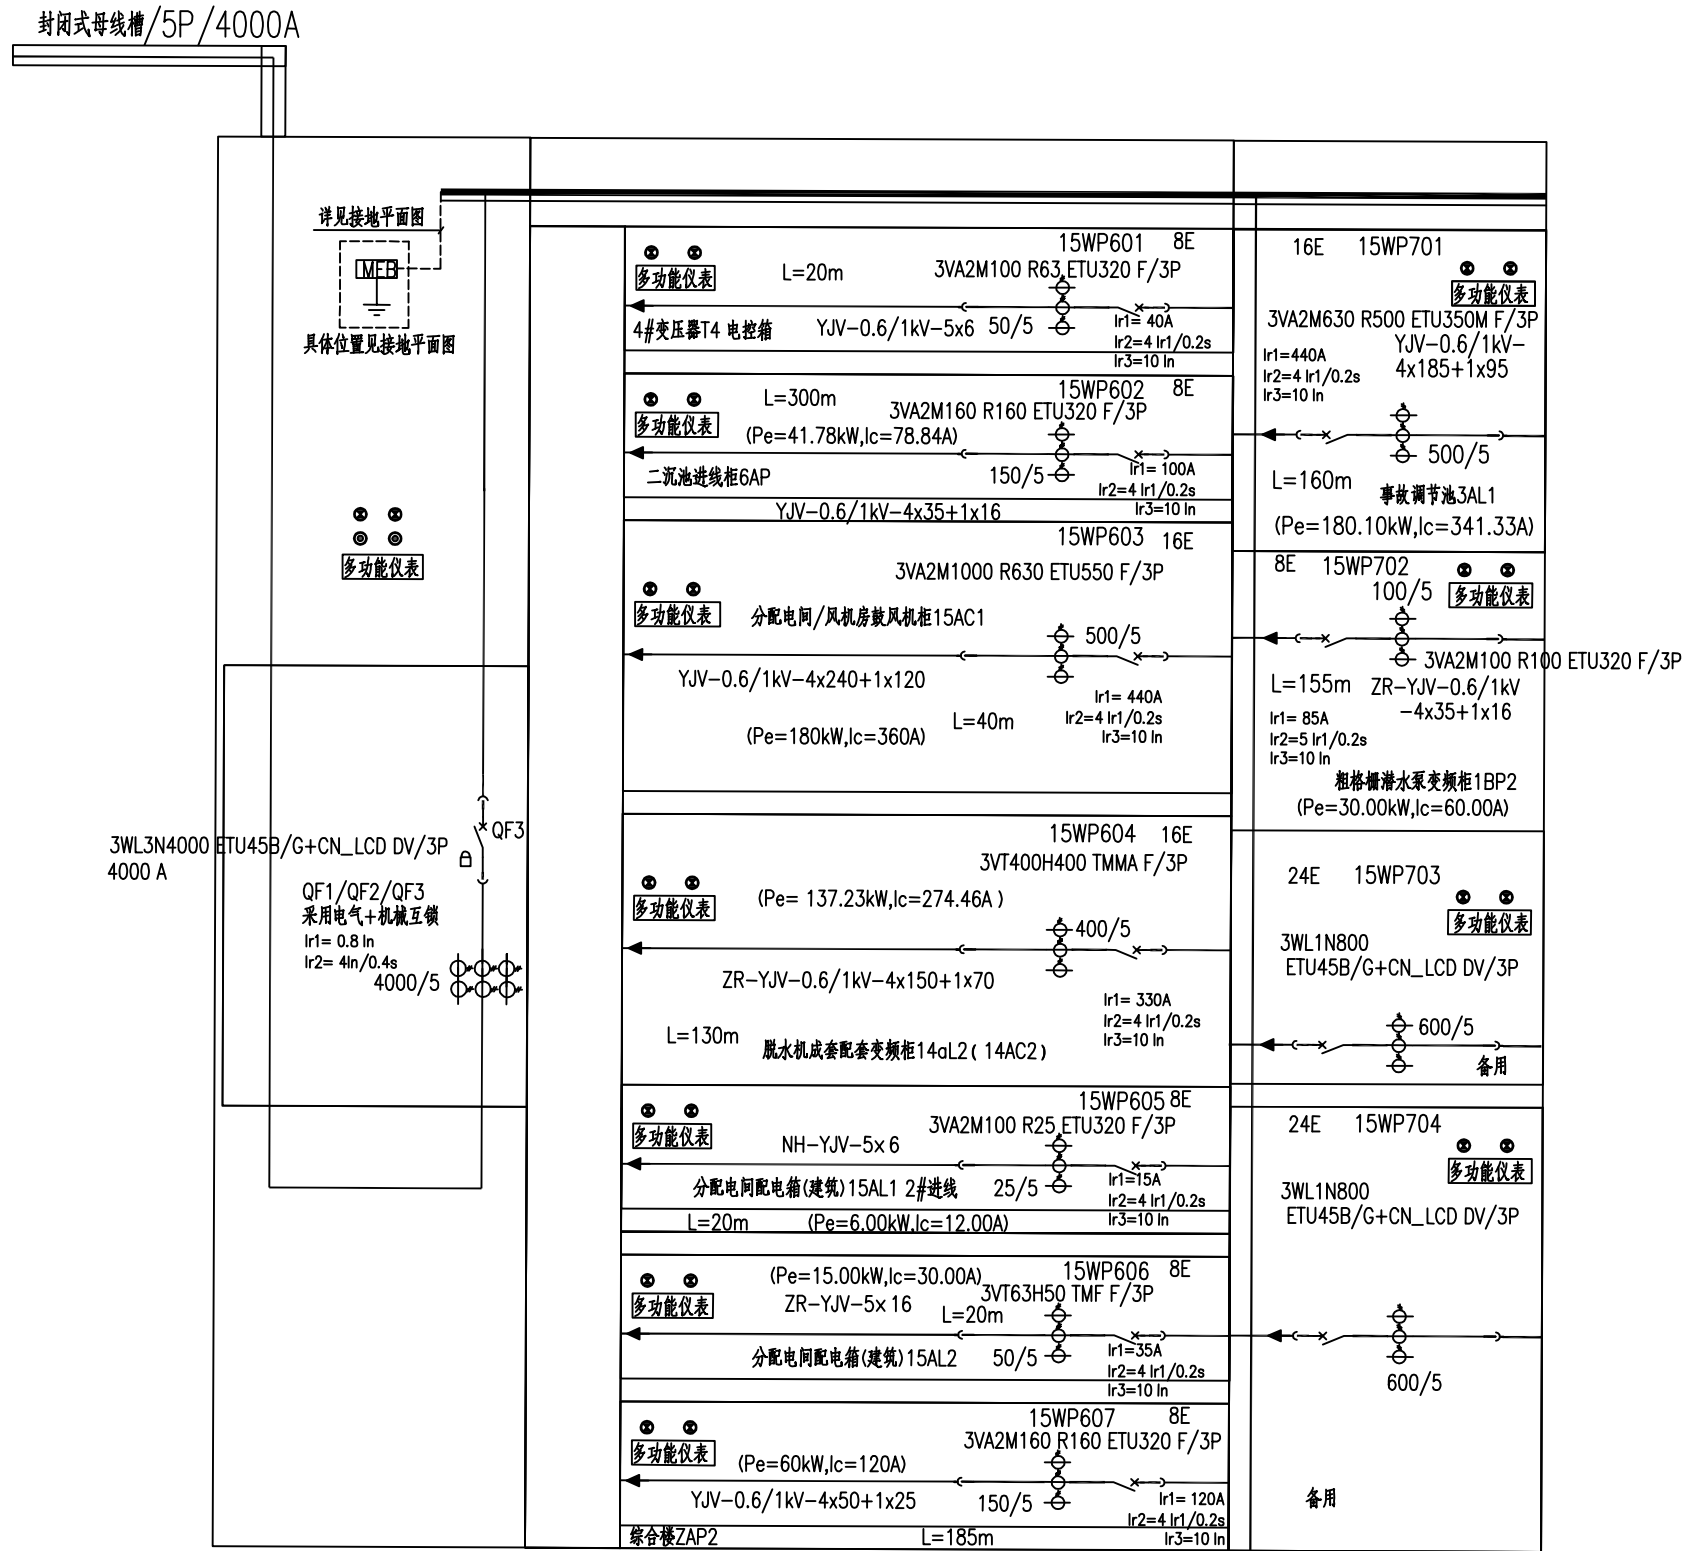 封闭式母线槽/5P/4000A
详见接地平面图
MEB
具体位置见接地平面图
多功能仪表
3WL3N4000 ETU45B/G+CN_LCD DV/3P
4000 A
QF3
QF1/QF2/QF3
采用电气+机械互锁
Ir1= 0.8 In
Ir2= 4In/0.4s
4000/5
15WP601 8E
多功能仪表
L=20m
3VA2M100 R63 ETU320 F/3P
4#变压器T4 电控箱
YJV-0.6/1kV-5x6
50/5
Ir1= 40A
Ir2=4 Ir1/0.2s
Ir3=10 In
15WP602 8E
L=300m
3VA2M160 R160 ETU320 F/3P
多功能仪表
(Pe=41.78kW,Ic=78.84A)
二沉池进线柜6AP
150/5
Ir1= 100A
Ir2=4 Ir1/0.2s
Ir3=10 In
YJV-0.6/1kV-4x35+1x16
15WP603 16E
3VA2M1000 R630 ETU550 F/3P
多功能仪表
分配电间/风机房鼓风机柜15AC1
500/5
YJV-0.6/1kV-4x240+1x120
Ir1= 440A
Ir2=4 Ir1/0.2s
Ir3=10 In
L=40m
(Pe=180kW,Ic=360A)
15WP604 16E
3VT400H400 TMMA F/3P
多功能仪表
(Pe= 137.23kW,Ic=274.46A )
400/5
ZR-YJV-0.6/1kV-4x150+1x70
Ir1= 330A
Ir2=4 Ir1/0.2s
Ir3=10 In
L=130m
脱水机成套配套变频柜14aL2( 14AC2)
15WP605 8E
3VA2M100 R25 ETU320 F/3P
多功能仪表
NH-YJV-5x 6
分配电间配电箱(建筑)15AL1 2#进线
25/5
Ir1=15A
Ir2=4 Ir1/0.2s
Ir3=10 In
L=20m
(Pe=6.00kW,Ic=12.00A)
15WP606 8E
(Pe=15.00kW,Ic=30.00A)
3VT63H50 TMF F/3P
多功能仪表
ZR-YJV-5x 16
L=20m
分配电间配电箱(建筑)15AL2
50/5
Ir1=35A
Ir2=4 Ir1/0.2s
Ir3=10 In
15WP607 8E
3VA2M160 R160 ETU320 F/3P
多功能仪表
(Pe=60kW,Ic=120A)
YJV-0.6/1kV-4x50+1x25
150/5
Ir1= 120A
Ir2=4 Ir1/0.2s
Ir3=10 In
综合楼ZAP2
L=185m
16E 15WP701
多功能仪表
3VA2M630 R500 ETU350M F/3P
YJV-0.6/1kV-
4x185+1x95
Ir1=440A
Ir2=4 Ir1/0.2s
Ir3=10 In
500/5
L=160m
事故调节池3AL1
(Pe=180.10kW,Ic=341.33A)
8E 15WP702
100/5
多功能仪表
3VA2M100 R100 ETU320 F/3P
L=155m
ZR-YJV-0.6/1kV
-4x35+1x16
Ir1= 85A
Ir2=5 Ir1/0.2s
Ir3=10 In
粗格栅潜水泵变频柜1BP2
(Pe=30.00kW,Ic=60.00A)
24E 15WP703
多功能仪表
3WL1N800
ETU45B/G+CN_LCD DV/3P
600/5
备用
24E 15WP704
多功能仪表
3WL1N800
ETU45B/G+CN_LCD DV/3P
600/5
备用